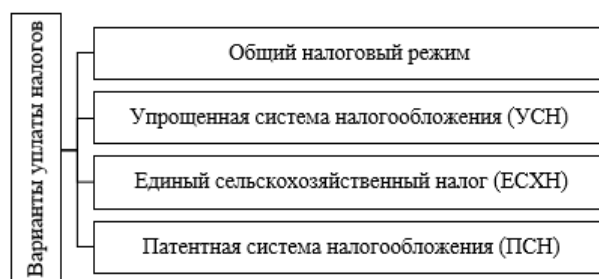 Варианты уплаты налогов
Общий налоговый режим
Упрощенная система налогообложения (УСН)
Единый сельскохозяйственный налог (ЕСХН)
Патентная система налогообложения (ПСН)